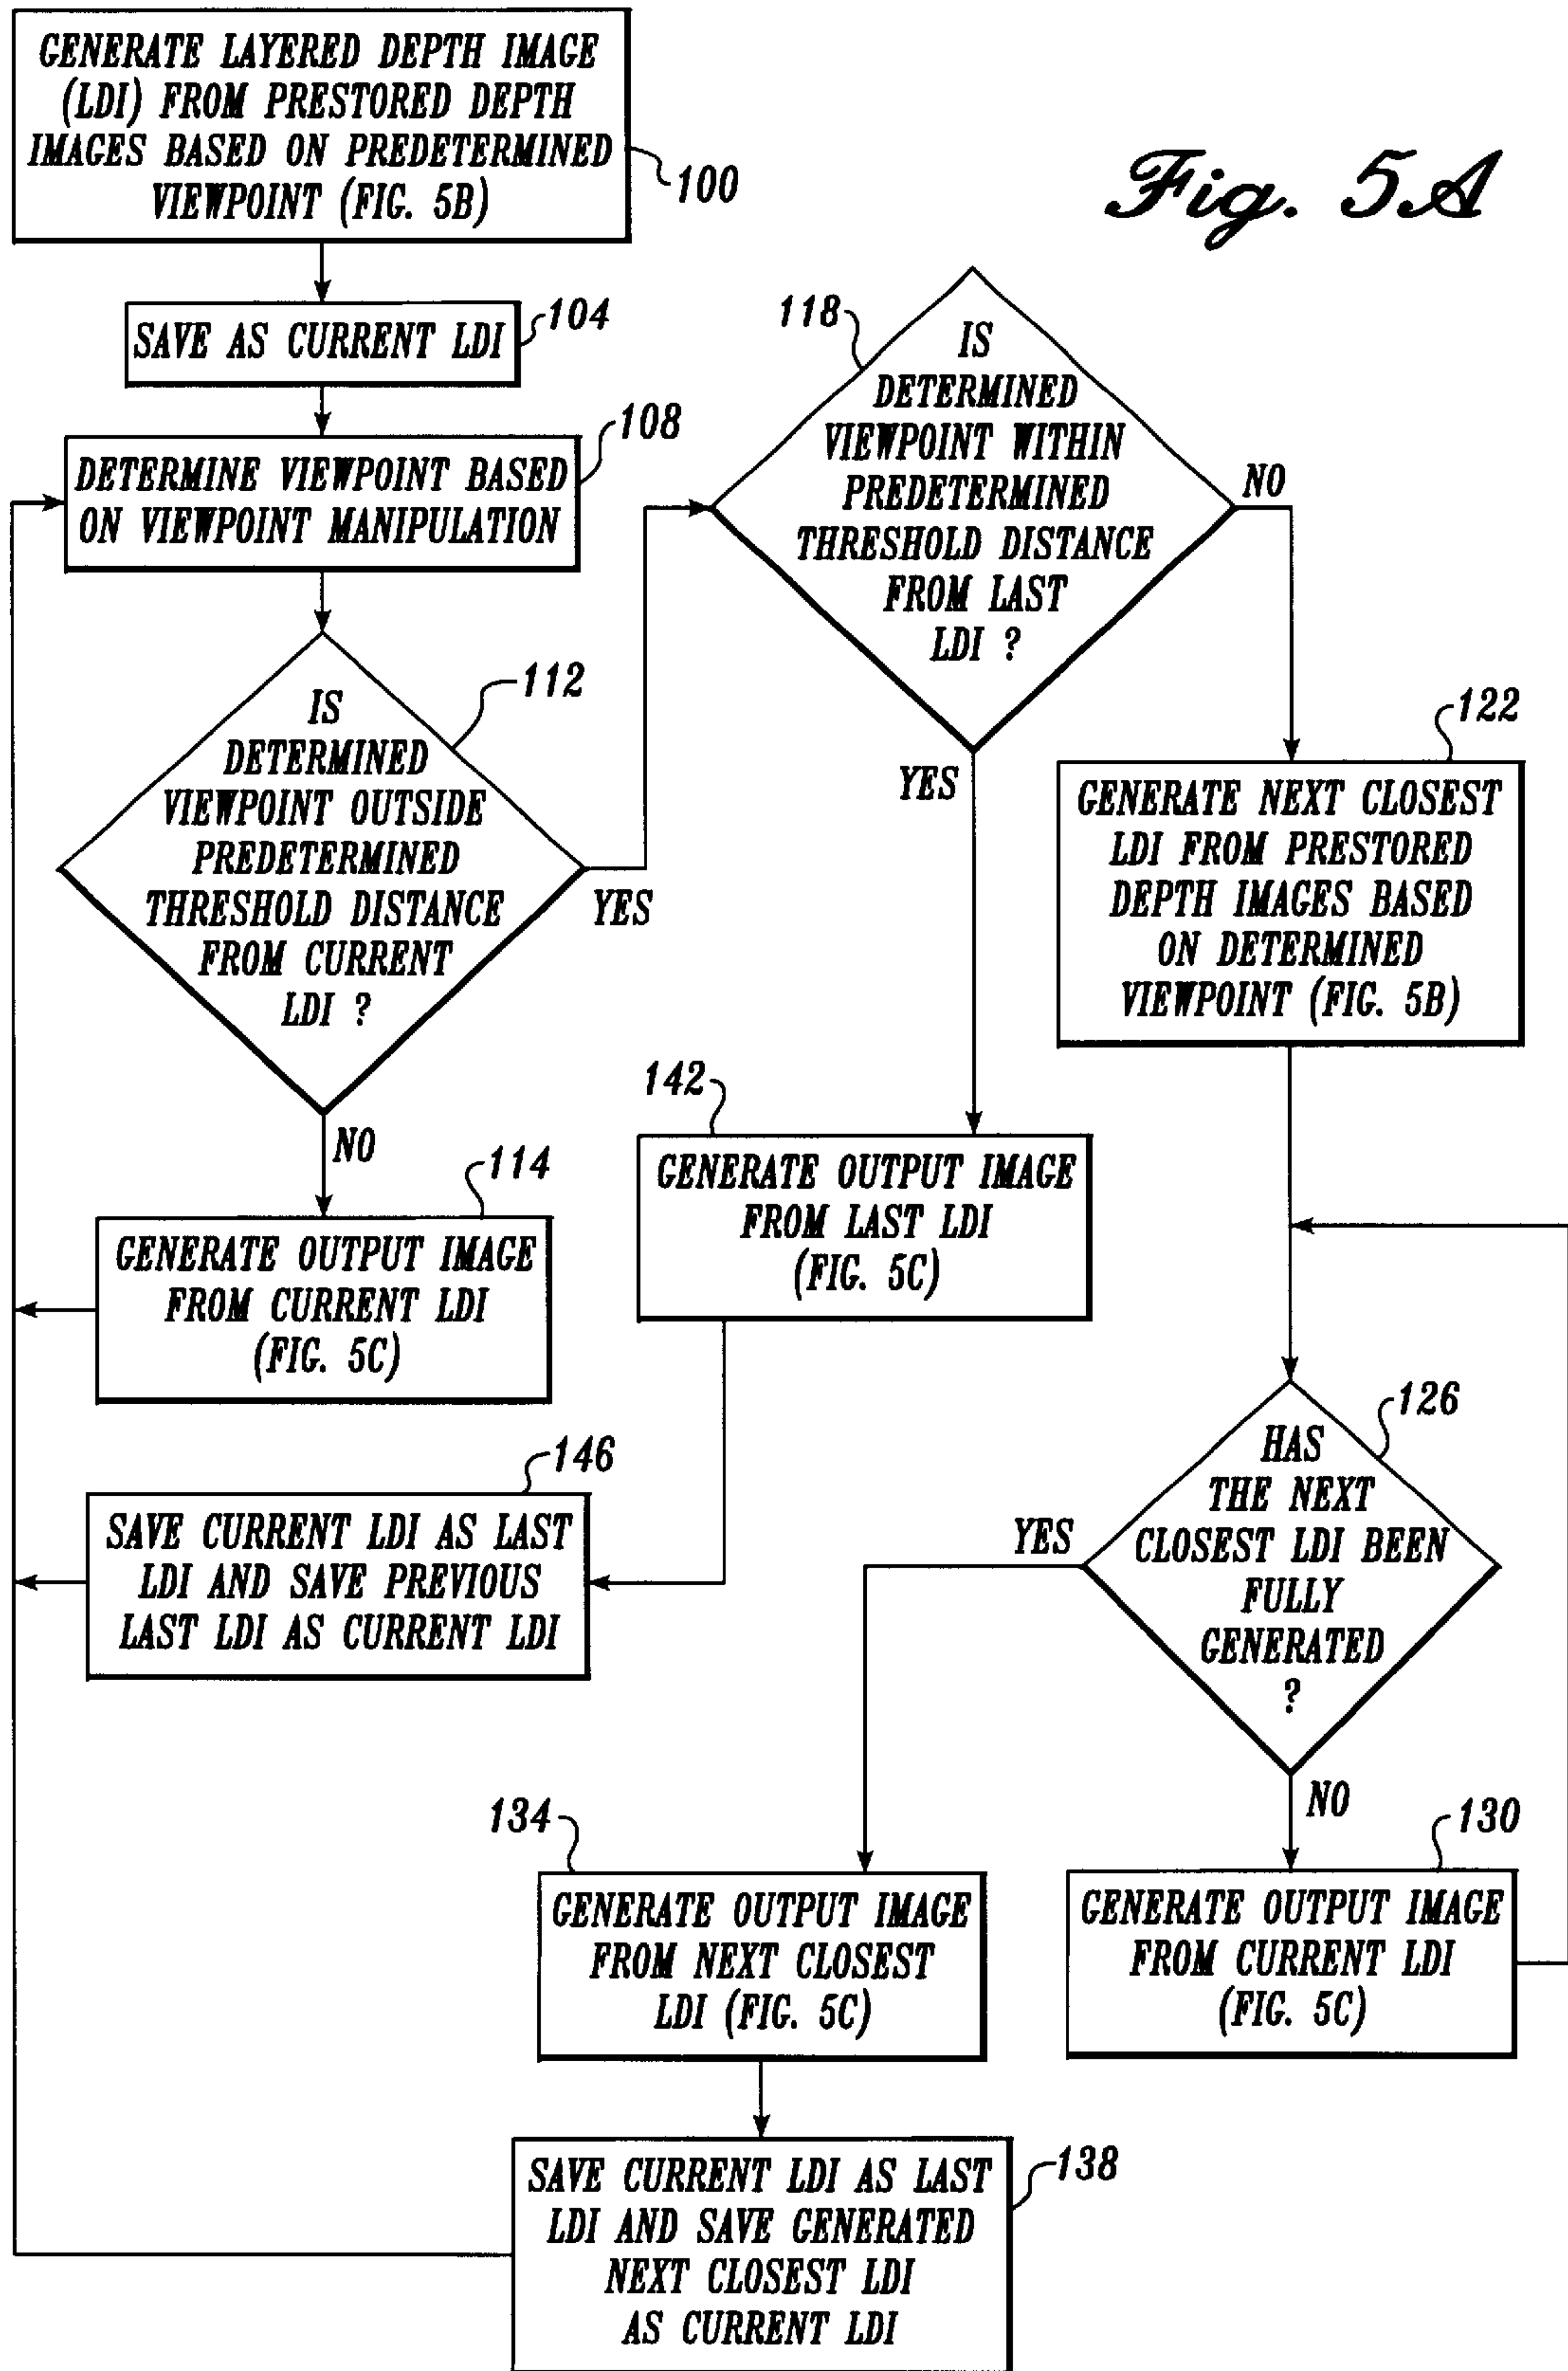 GENERATE LAYERED DEPTH IMAGE
(LDI) FROM PRESTORED DEPTH
IMAGES BASED ON PREDETERMINED
VIEWPOINT (FIG. 5B)
100
Fig. 5A
SAVE AS CURRENT LDI
104
DETERMINE VIEWPOINT BASED
ON VIEWPOINT MANIPULATION
108
IS
DETERMINED
VIEWPOINT OUTSIDE
PREDETERMINED
THRESHOLD DISTANCE
FROM CURRENT
LDI ?
112
YES
NO
114
GENERATE OUTPUT IMAGE
FROM CURRENT LDI
(FIG. 5C)
118
IS
DETERMINED
VIEWPOINT WITHIN
PREDETERMINED
THRESHOLD DISTANCE
FROM LAST
LDI ?
NO
YES
122
GENERATE NEXT CLOSEST
LDI FROM PRESTORED
DEPTH IMAGES BASED
ON DETERMINED
VIEWPOINT (FIG. 5B)
142
GENERATE OUTPUT IMAGE
FROM LAST LDI
(FIG. 5C)
146
SAVE CURRENT LDI AS LAST
LDI AND SAVE PREVIOUS
LAST LDI AS CURRENT LDI
126
HAS
THE NEXT
CLOSEST LDI BEEN
FULLY
GENERATED
?
YES
NO
130
GENERATE OUTPUT IMAGE
FROM CURRENT LDI
(FIG. 5C)
134
GENERATE OUTPUT IMAGE
FROM NEXT CLOSEST
LDI (FIG. 5C)
138
SAVE CURRENT LDI AS LAST
LDI AND SAVE GENERATED
NEXT CLOSEST LDI
AS CURRENT LDI